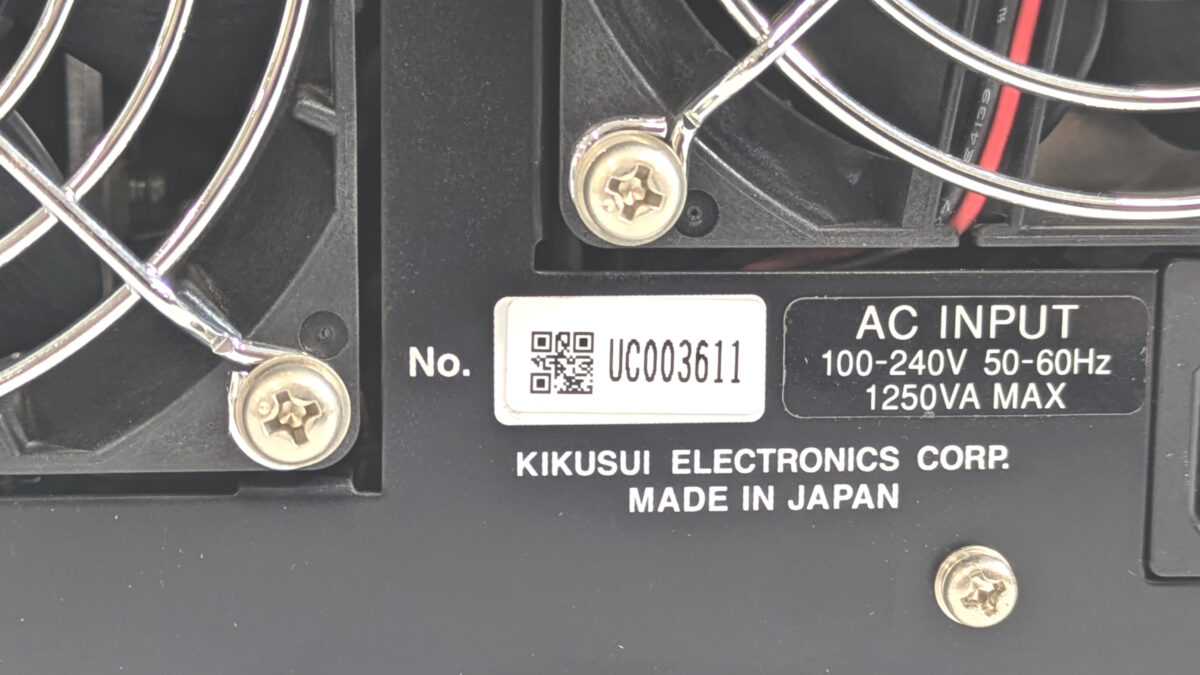 No.
UC003611
AC INPUT
100-240V 50-60Hz
1250VA MAX
KIKUSUI ELECTRONICS CORP.
MADE IN JAPAN